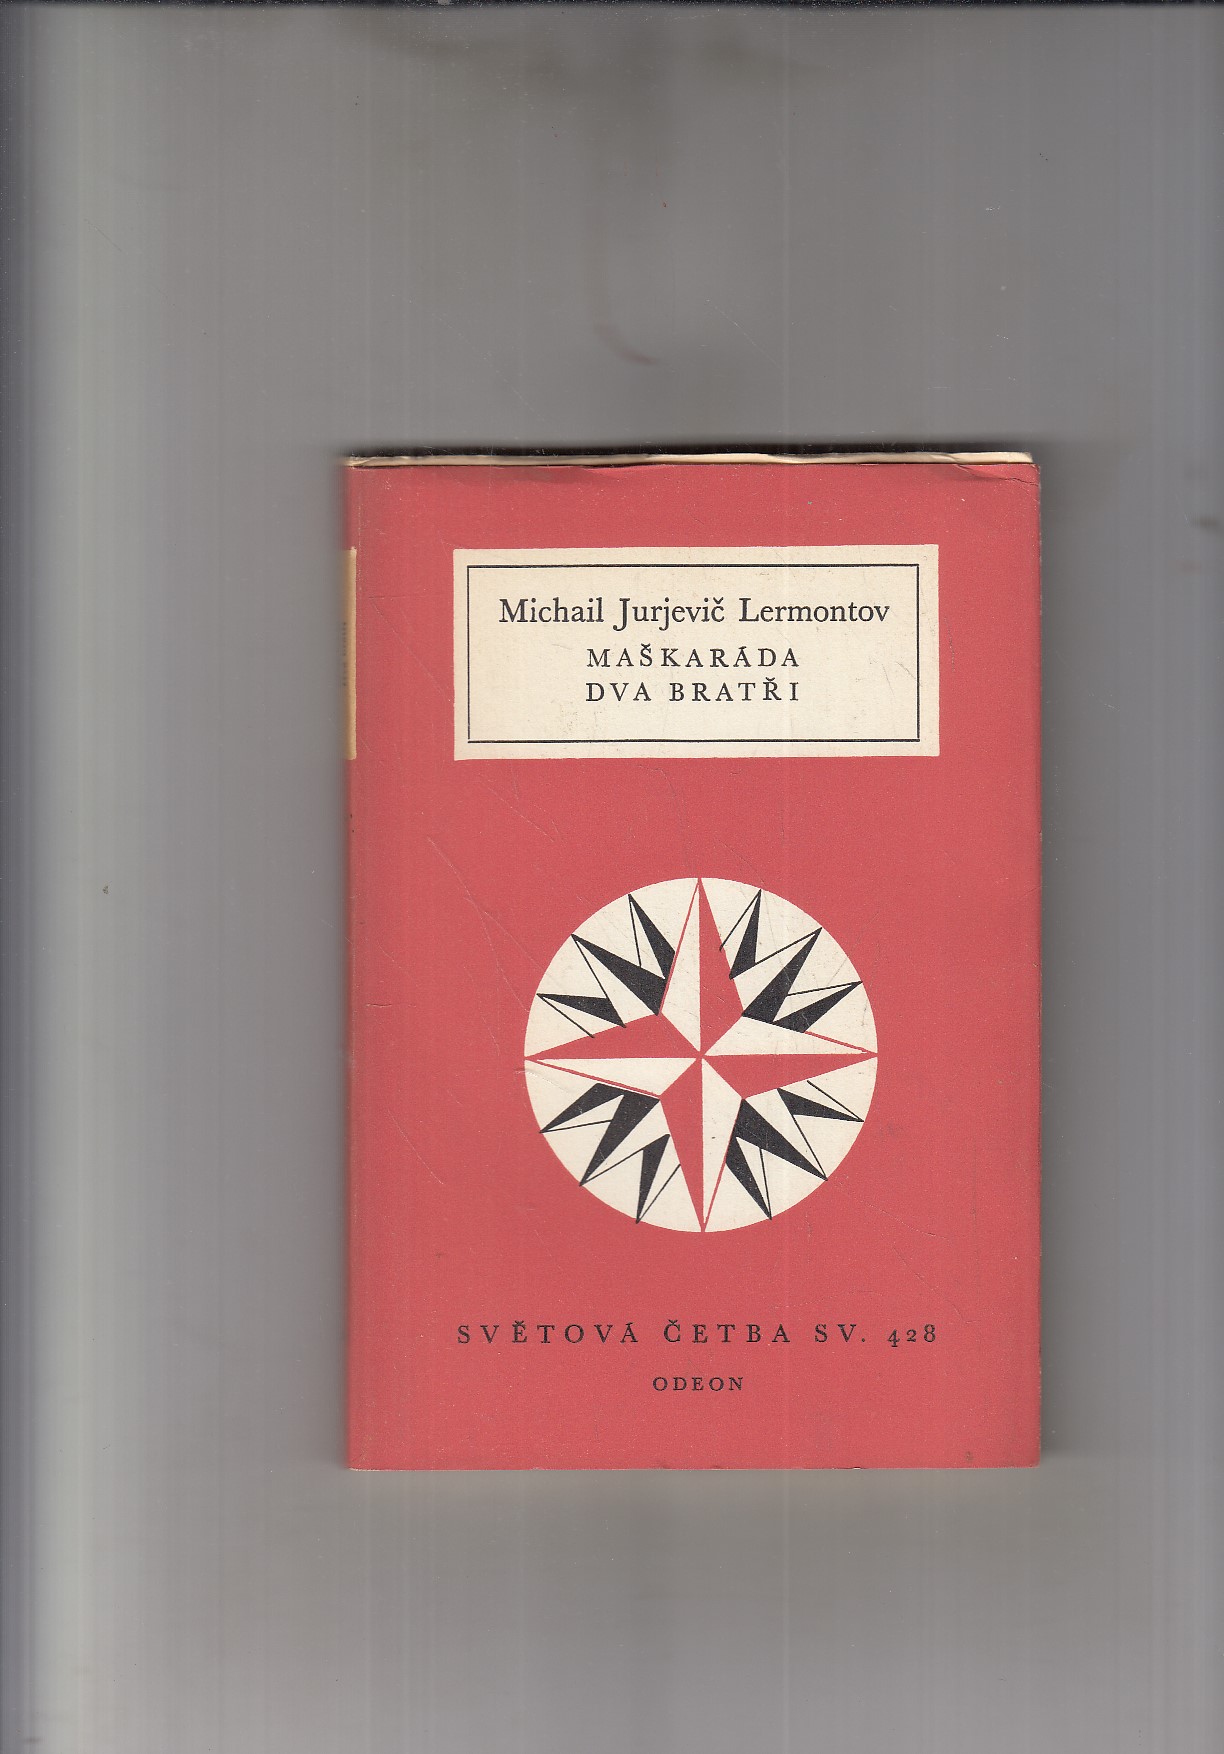 Michail Jurjevič Lermontov
MAŠKARÁDA
DVA BRATŘI
SVĚTOVÁ ČETBA SV. 428
ODEON